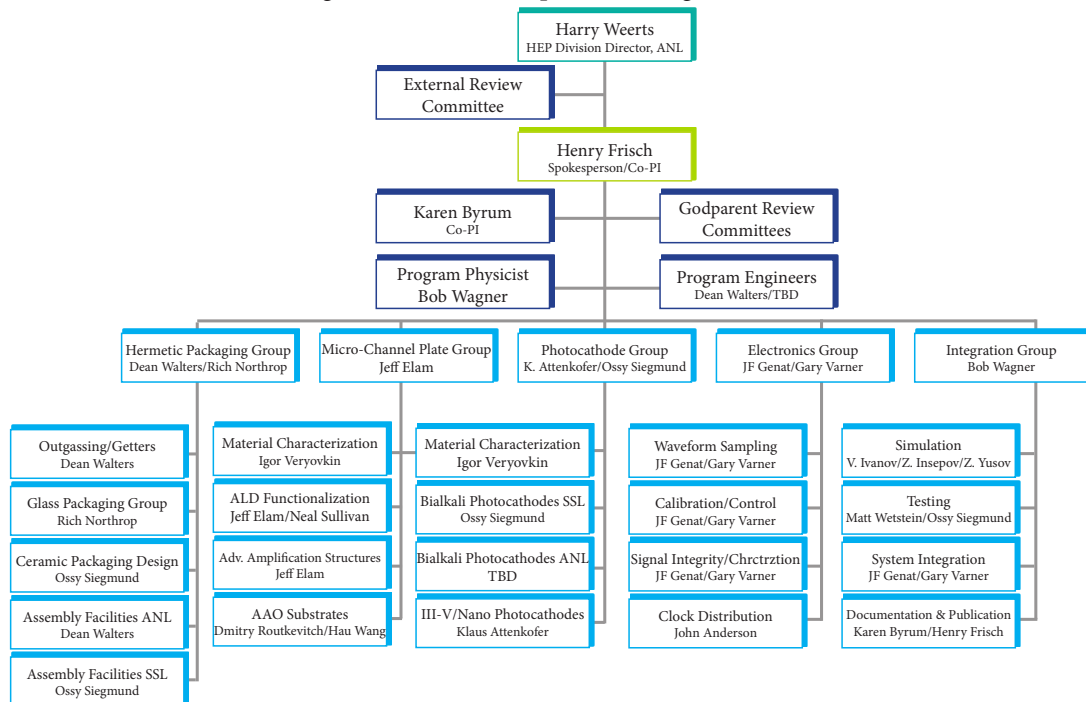 Harry Weerts
HEP Division Director, ANL
External Review
Committee
Henry Frisch
Spokesperson/Co-PI
Karen Byrum
Co-PI
Godparent Review
Committees
Program Physicist
Bob Wagner
Program Engineers
Dean Walters/TBD
Hermetic Packaging Group
Dean Walters/Rich Northrop
Micro-Channel Plate Group
Jeff Elam
Photocathode Group
K. Attenkofer/Ossy Siegmund
Electronics Group
JF Genat/Gary Varner
Integration Group
Bob Wagner
Outgassing/Getters
Dean Walters
Glass Packaging Group
Rich Northrop
Ceramic Packaging Design
Ossy Siegmund
Assembly Facilities ANL
Dean Walters
Assembly Facilities SSL
Ossy Siegmund
Material Characterization
Igor Veryovkin
ALD Functionalization
Jeff Elam/Neal Sullivan
Adv. Amplification Structures
Jeff Elam
AAO Substrates
Dmitry Routkevitch/Hau Wang
Material Characterization
Igor Veryovkin
Bialkali Photocathodes SSL
Ossy Siegmund
Bialkali Photocathodes ANL
TBD
III-V/Nano Photocathodes
Klaus Attenkofer
Waveform Sampling
JF Genat/Gary Varner
Calibration/Control
JF Genat/Gary Varner
Signal Integrity/Chrctrztion
JF Genat/Gary Varner
Clock Distribution
John Anderson
Simulation
V. Ivanov/Z. Insepov/Z. Yusov
Testing
Matt Wetstein/Ossy Siegmund
System Integration
JF Genat/Gary Varner
Documentation & Publication
Karen Byrum/Henry Frisch